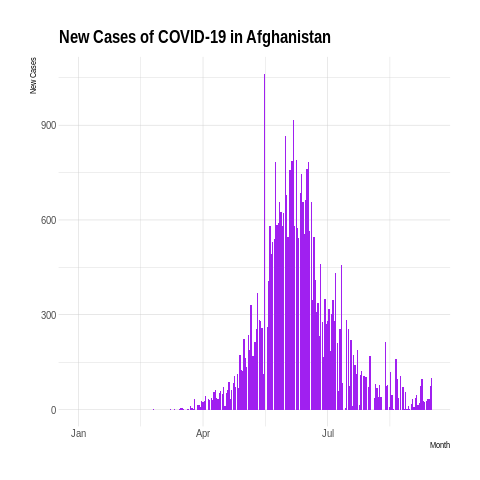 New Cases of COVID-19 in Afghanistan
New Cases
900
600
300
0
Jan
Apr
Jul
Month